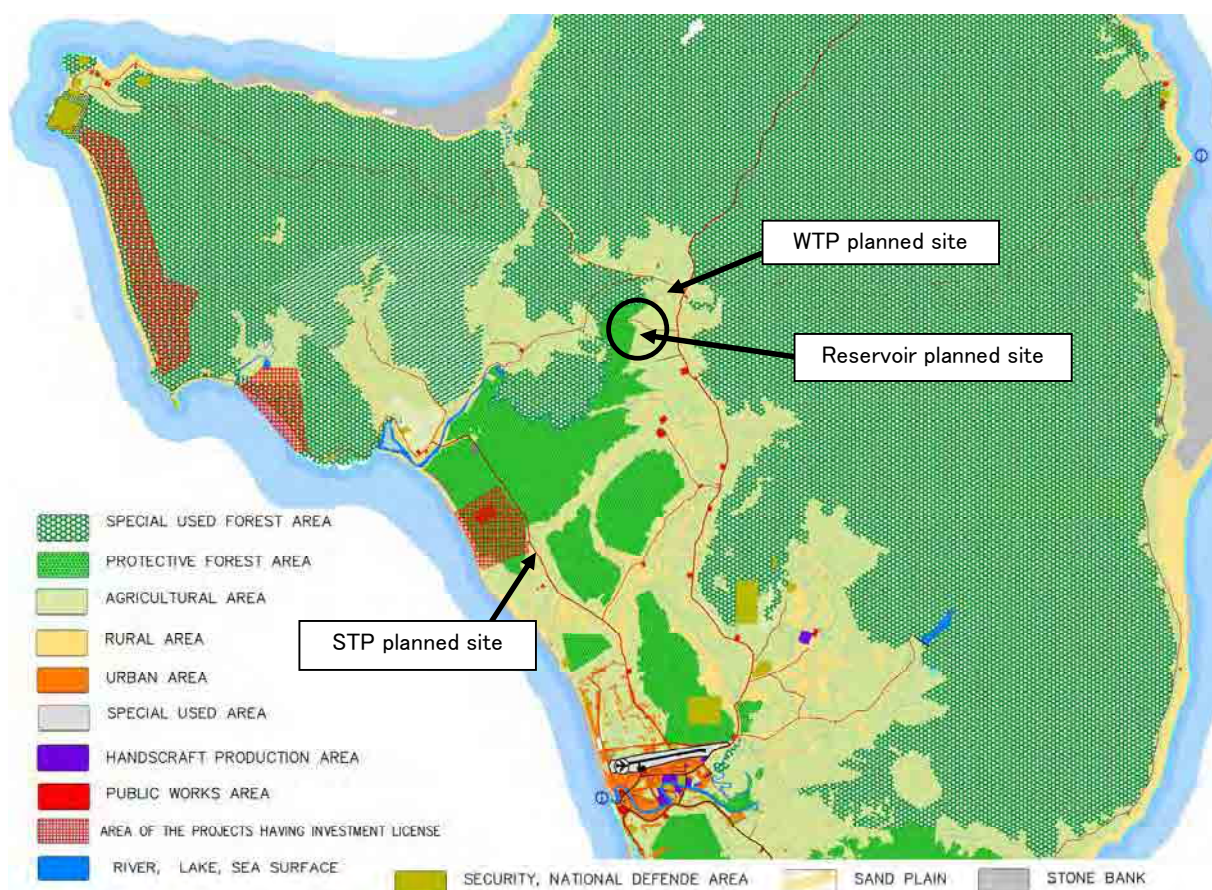 WTP planned site
Reservoir planned site
STP planned site
SPECIAL USED FOREST AREA
PROTECTIVE FOREST AREA
AGRICULTURAL AREA
RURAL AREA
URBAN AREA
SPECIAL USED AREA
HANDSCRAFT PRODUCTION AREA
PUBLIC WORKS AREA
AREA OF THE PROJECTS HAVING INVESTMENT LICENSE
RIVER, LAKE, SEA SURFACE
SECURITY, NATIONAL DEFENDE AREA
SAND PLAIN
STONE BANK